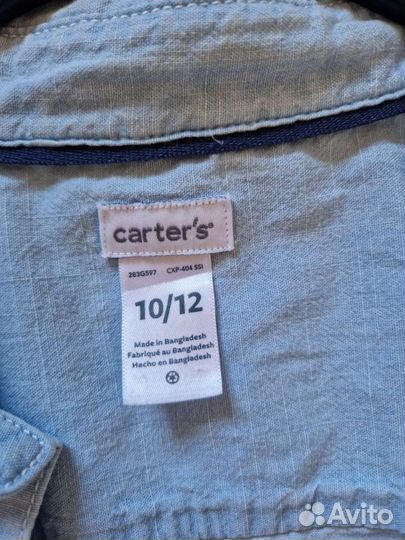 carter's®
283G597 CXP-404 SSI
10/12
Made in Bangladesh
Fabriqué au Bangladesh
Hecho en Bangladesh
Avito